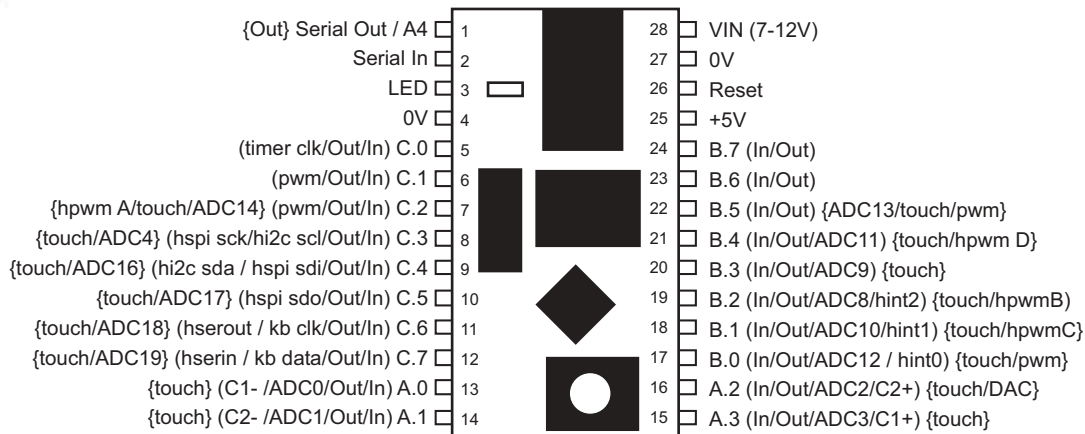 {Out} Serial Out / A4 1 28 VIN (7-12V)
Serial In 2 27 0V
LED 3 26 Reset
0V 4 25 +5V
(timer clk/Out/In) C.0 5 24 B.7 (In/Out)
(pwm/Out/In) C.1 6 23 B.6 (In/Out)
{hpwm A/touch/ADC14} (pwm/Out/In) C.2 7 22 B.5 (In/Out) {ADC13/touch/pwm}
{touch/ADC4} (hspi sck/hi2c scl/Out/In) C.3 8 21 B.4 (In/Out/ADC11) {touch/hpwm D}
{touch/ADC16} (hi2c sda / hspi sdi/Out/In) C.4 9 20 B.3 (In/Out/ADC9) {touch}
{touch/ADC17} (hspi sdo/Out/In) C.5 10 19 B.2 (In/Out/ADC8/hint2) {touch/hpwmB)
{touch/ADC18} (hserout / kb clk/Out/In) C.6 11 18 B.1 (In/Out/ADC10/hint1) {touch/hpwmC}
{touch/ADC19} (hserin / kb data/Out/In) C.7 12 17 B.0 (In/Out/ADC12 / hint0) {touch/pwm}
{touch} (C1- /ADC0/Out/In) A.0 13 16 A.2 (In/Out/ADC2/C2+) {touch/DAC}
{touch} (C2- /ADC1/Out/In) A.1 14 15 A.3 (In/Out/ADC3/C1+) {touch}